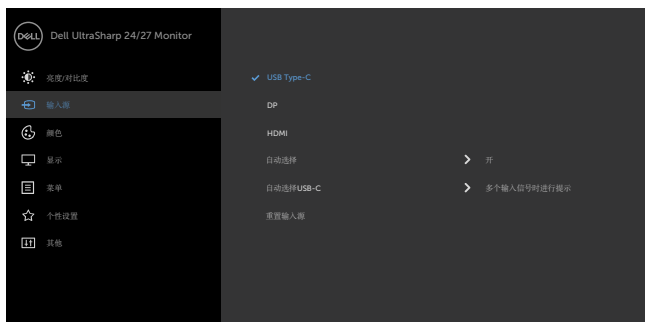 DELL Dell UltraSharp 24/27 Monitor
亮度/对比度
USB Type-C
输入源
DP
颜色
HDMI
显示
自动选择 开
菜单
自动选择USB-C 多个输入信号时进行提示
个性设置
重置输入源
其他